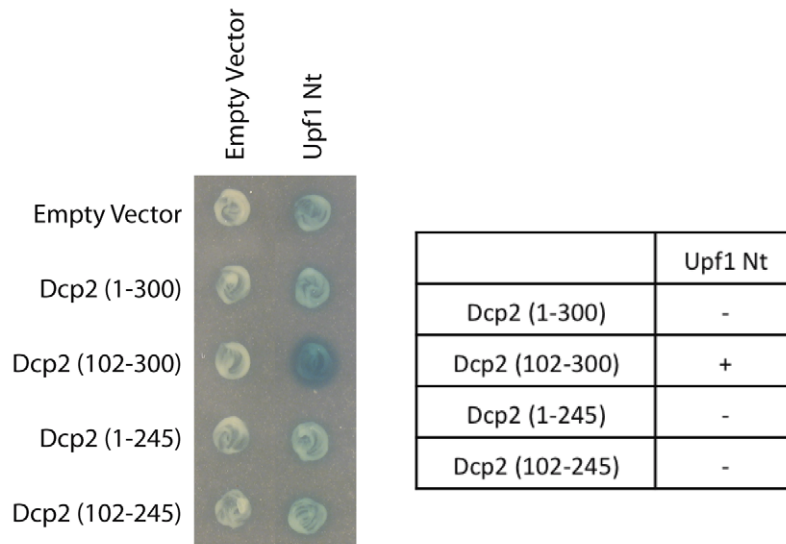 Empty Vector
Upf1 Nt
Empty Vector
Dcp2 (1-300)
Dcp2 (102-300)
Dcp2 (1-245)
Dcp2 (102-245)
Upf1 Nt
Dcp2 (1-300) -
Dcp2 (102-300) +
Dcp2 (1-245) -
Dcp2 (102-245) -